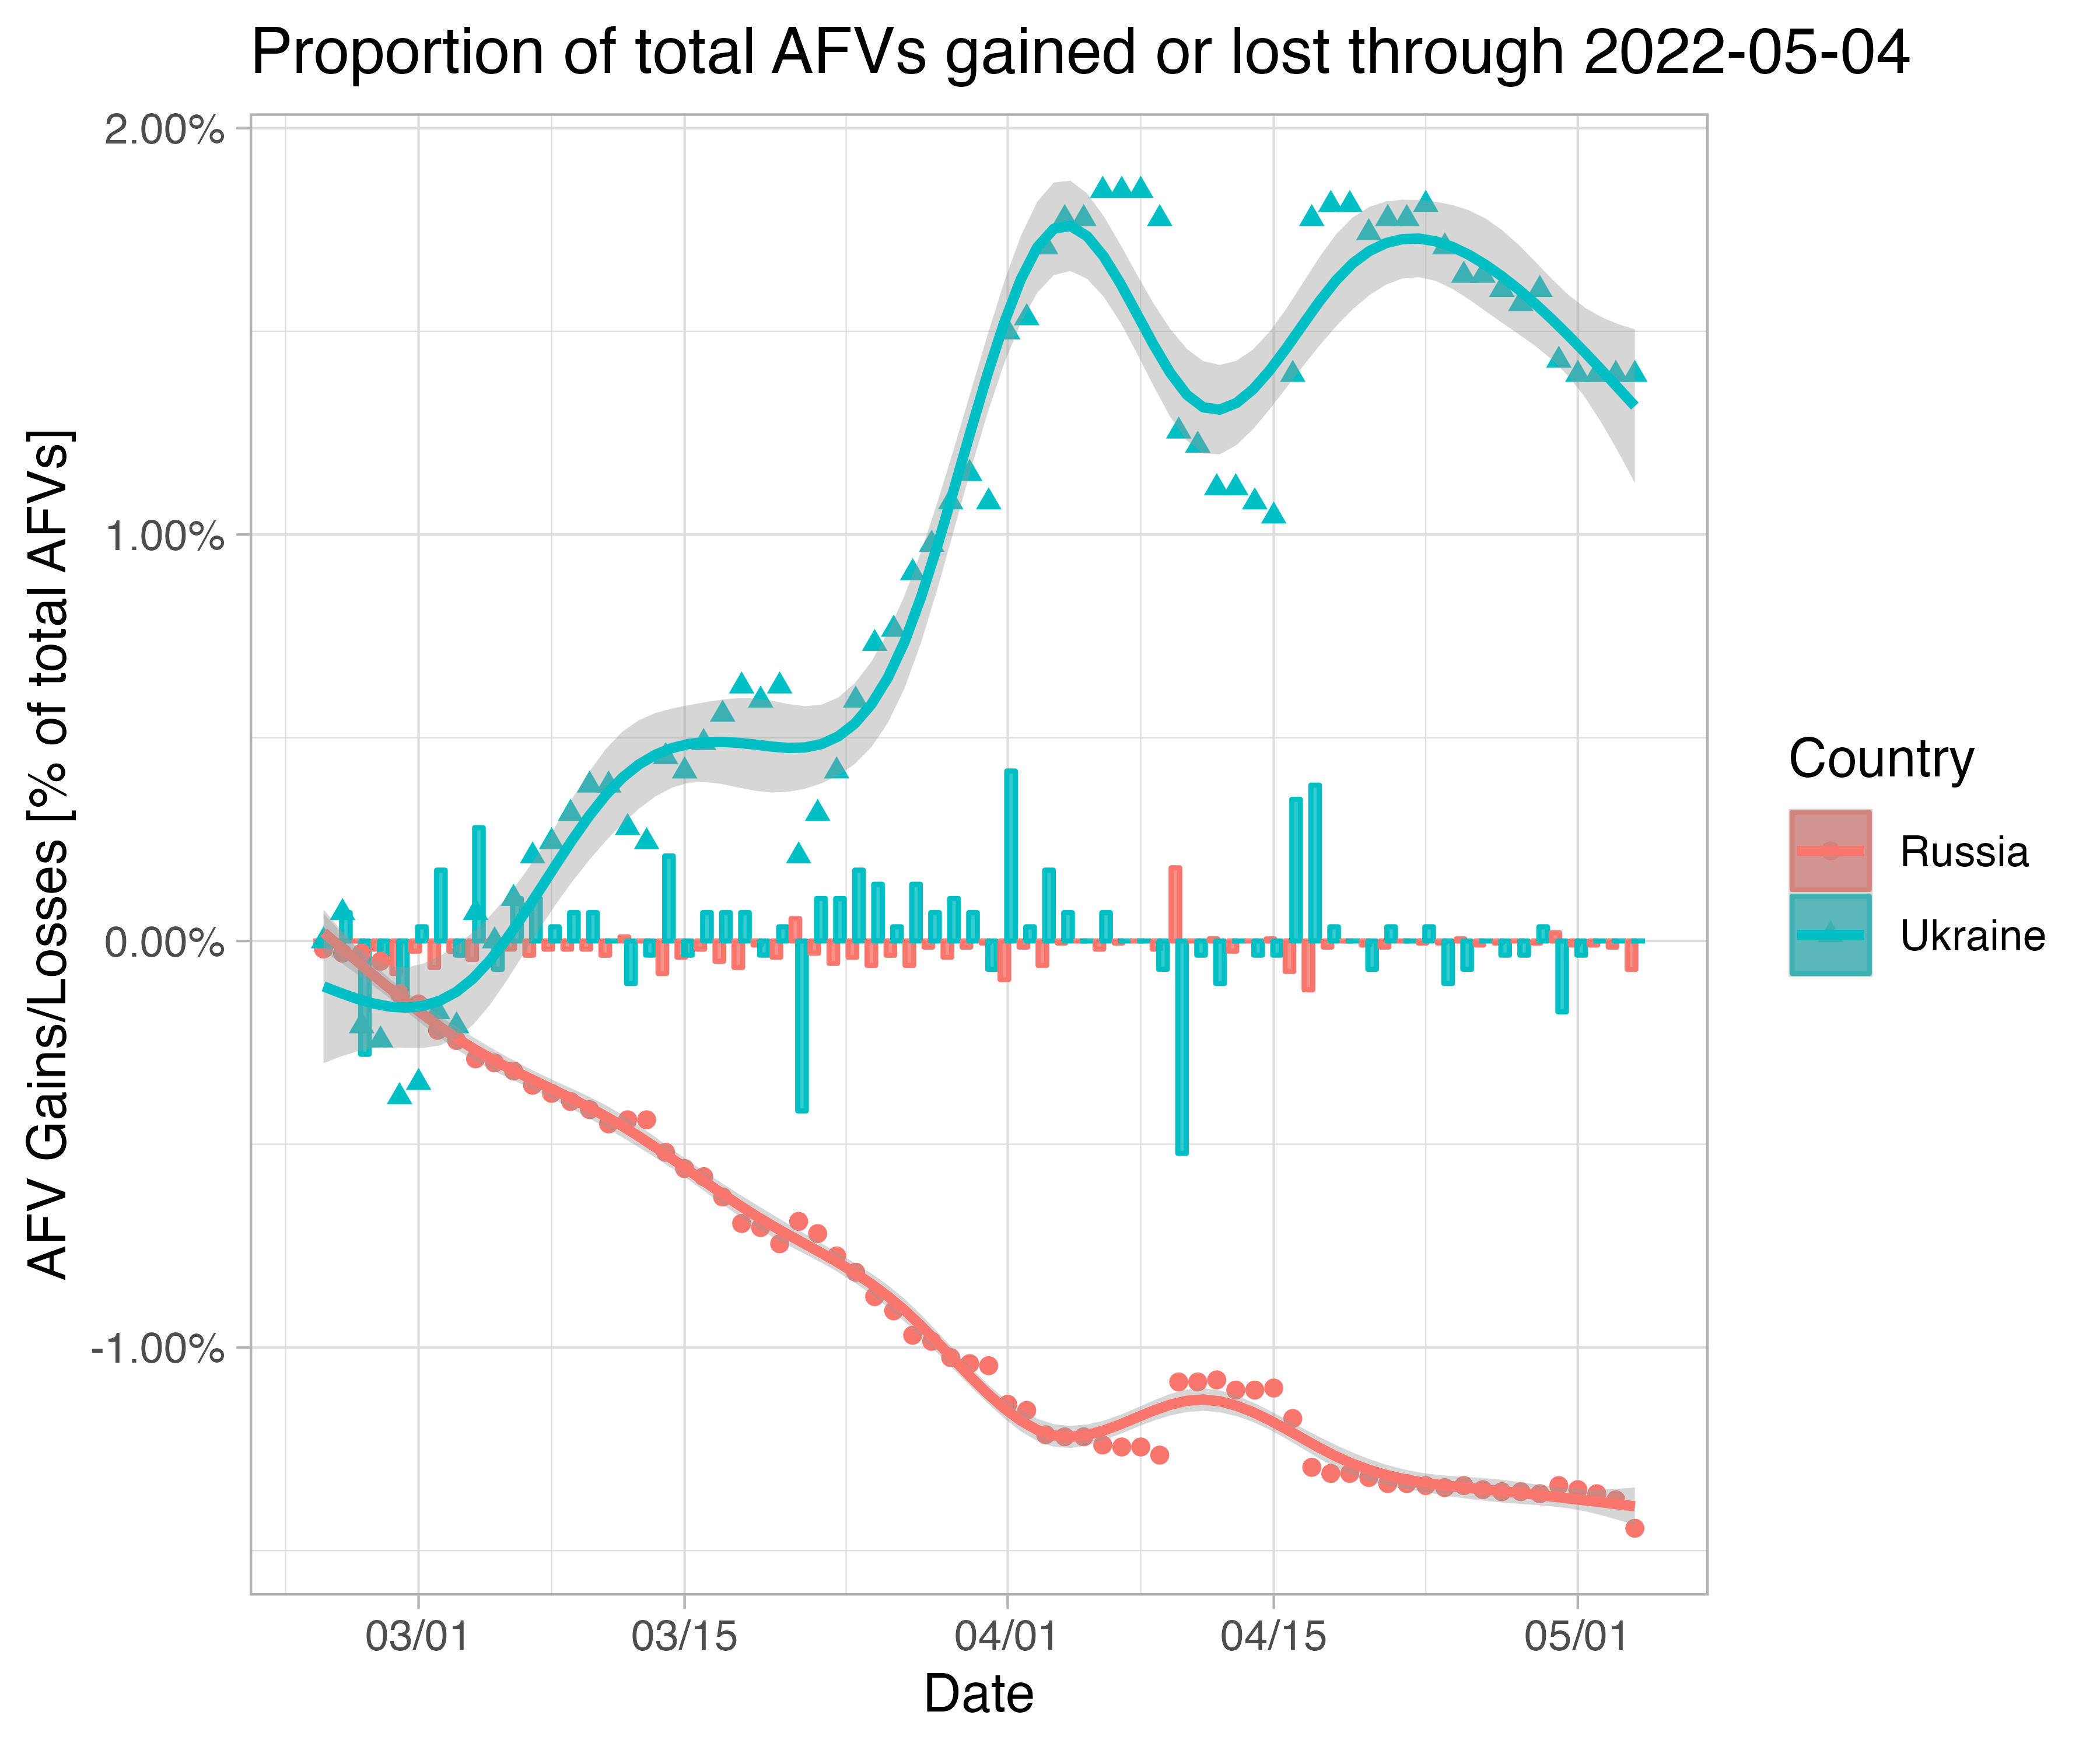 Proportion of total AFVs gained or lost through 2022-05-04
AFV Gains/Losses [% of total AFVs]
2.00%
1.00%
0.00%
-1.00%
03/01
03/15
04/01
04/15
05/01
Date
Country
Russia
Ukraine